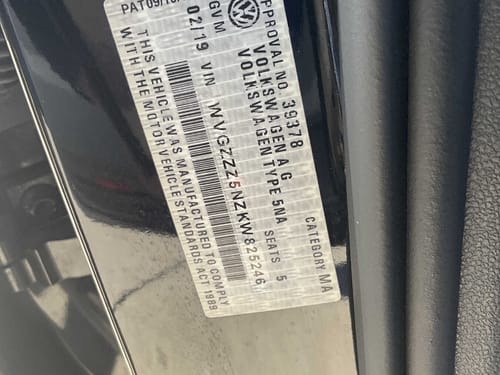 APPROVAL NO. 39378 CATEGORY MA
VOLKSWAGEN AG
VOLKSWAGEN TYPE 5NA SEATS 5
GVM
02/19 VIN WVGZZZ5NZKW825246
THIS VEHICLE WAS MANUFACTURED TO COMPLY
WITH THE MOTOR VEHICLE STANDARDS ACT 1989